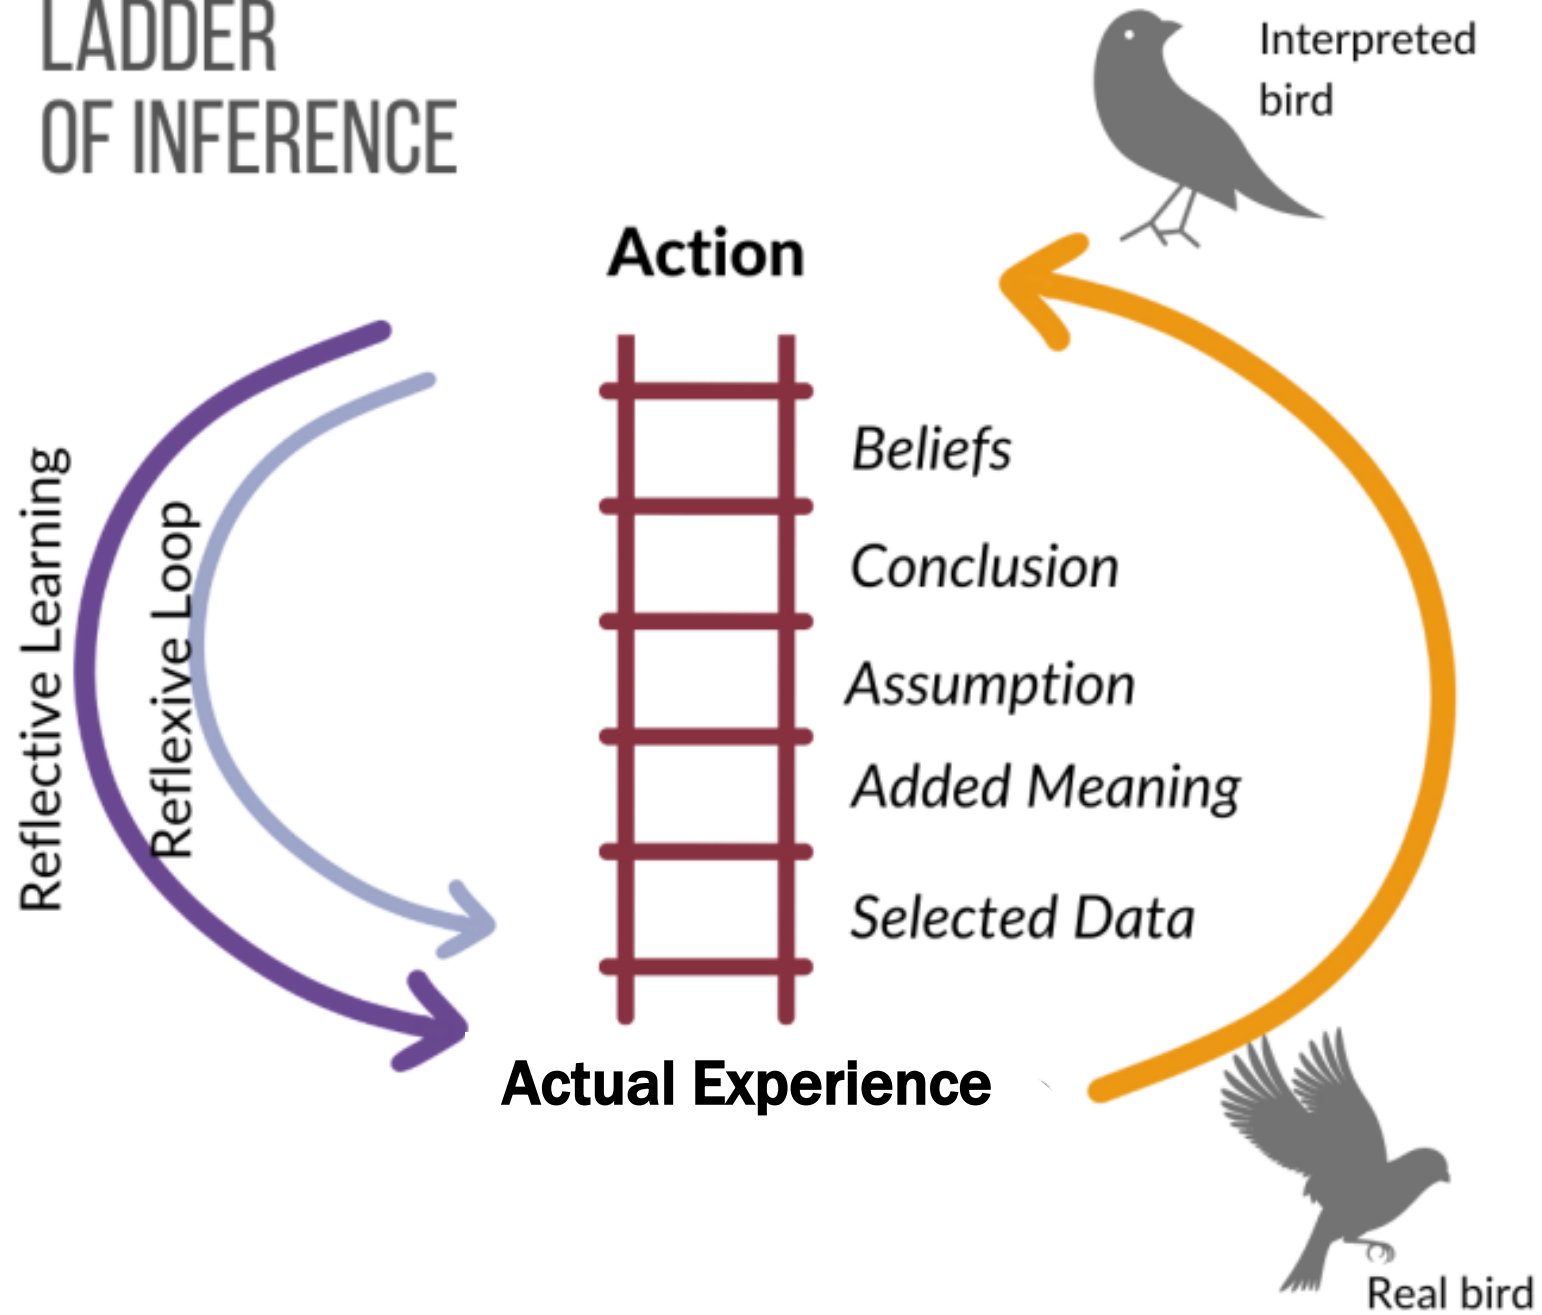 LADDER
OF INFERENCE
Interpreted
bird
Action
Beliefs
Conclusion
Assumption
Added Meaning
Selected Data
Reflective Learning
Reflexive Loop
Actual Experience
Real bird